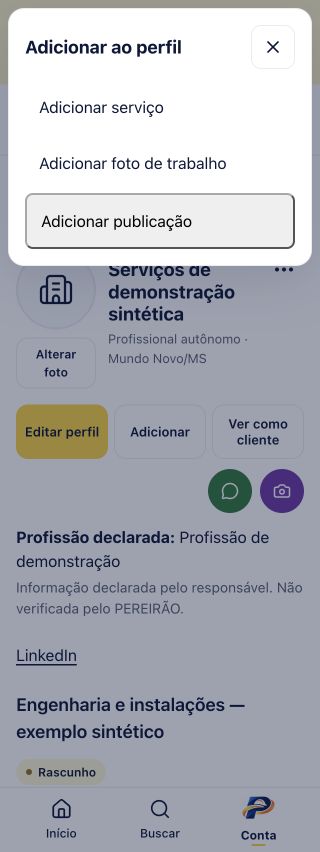 Adicionar ao perfil
Adicionar serviço
Adicionar foto de trabalho
Adicionar publicação
Serviços de
demonstração
sintética
Profissional autônomo ·
Mundo Novo/MS
Alterar
foto
Editar perfil
Adicionar
Ver como
cliente
Profissão declarada: Profissão de
demonstração
Informação declarada pelo responsável. Não
verificada pelo PEREIRÃO.
LinkedIn
Engenharia e instalações —
exemplo sintético
Rascunho
Início
Buscar
Conta